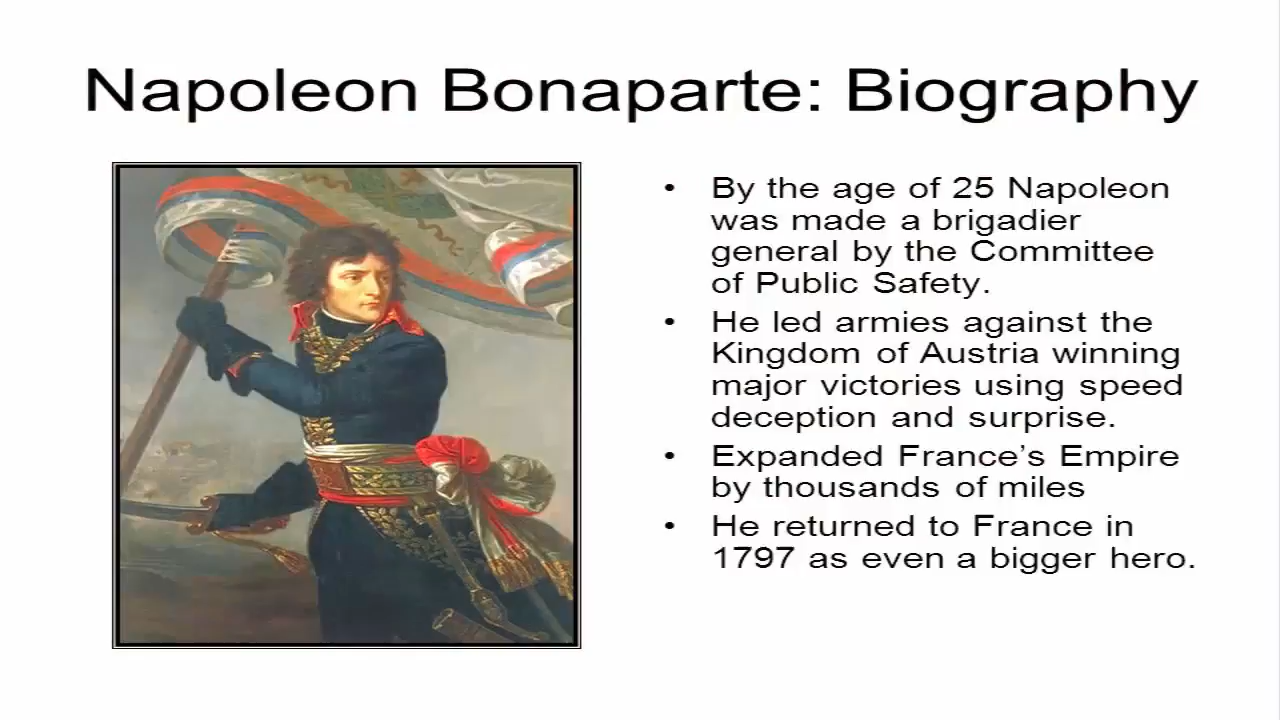 Napoleon Bonaparte: Biography
• By the age of 25 Napoleon
was made a brigadier
general by the Committee
of Public Safety.
• He led armies against the
Kingdom of Austria winning
major victories using speed
deception and surprise.
• Expanded France’s Empire
by thousands of miles
• He returned to France in
1797 as even a bigger hero.